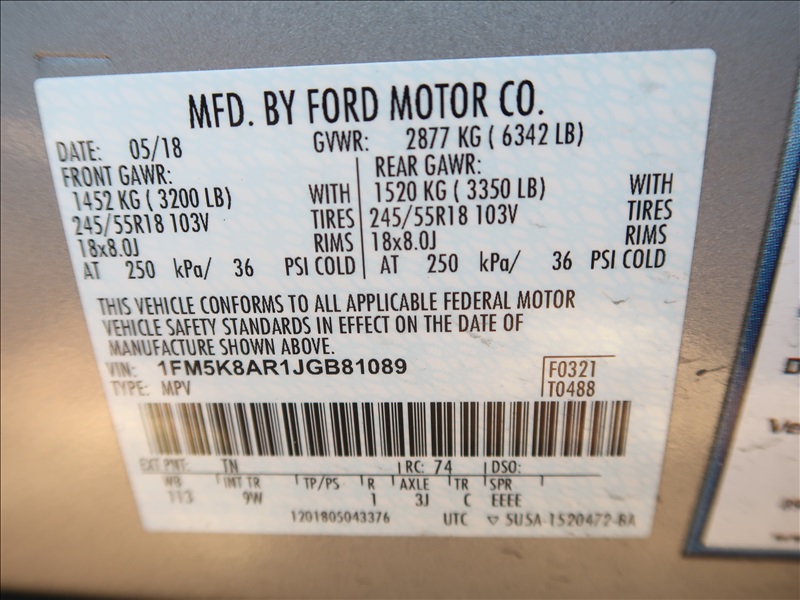 MFD. BY FORD MOTOR CO.
DATE: 05/18 GVWR: 2877 KG ( 6342 LB)
FRONT GAWR: REAR GAWR:
1452 KG ( 3200 LB) WITH 1520 KG ( 3350 LB) WITH
245/55R18 103V TIRES 245/55R18 103V TIRES
18x8.0J RIMS 18x8.0J RIMS
AT 250 kPa/ 36 PSI COLD AT 250 kPa/ 36 PSI COLD
THIS VEHICLE CONFORMS TO ALL APPLICABLE FEDERAL MOTOR
VEHICLE SAFETY STANDARDS IN EFFECT ON THE DATE OF
MANUFACTURE SHOWN ABOVE.
VIN: 1FM5K8AR1JGB81089 F0321
TYPE: MPV T0488
EXT PNT: TN RC: 74 DSO:
WB INT TR TP/PS R AXLE TR SPR
113 9W 1 3J C EEEE
1201805043376 UTC ▽ 5USA-1520472-BA